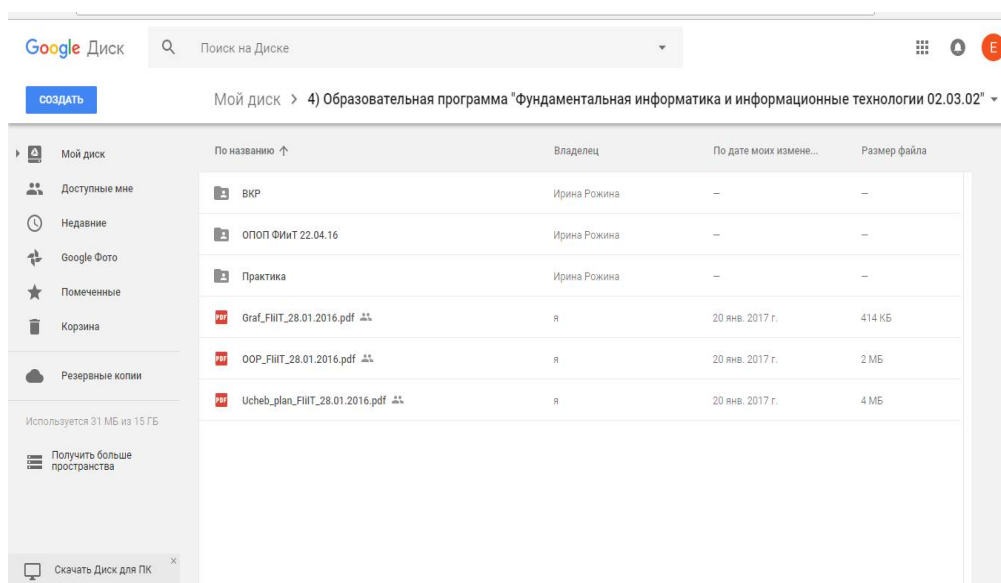 Google Диск Поиск на Диске E
СОЗДАТЬ Мой диск > 4) Образовательная программа "Фундаментальная информатика и информационные технологии 02.03.02"
Мой диск По названию ↑ Владелец По дате моих измене... Размер файла
Доступные мне ВКР Ирина Рожина — —
Недавние ОПОП ФИиТ 22.04.16 Ирина Рожина — —
Google Фото Практика Ирина Рожина — —
Помеченные
Корзина PDF Graf_FIiIT_28.01.2016.pdf я 20 янв. 2017 г. 414 КБ
PDF OOP_FIiIT_28.01.2016.pdf я 20 янв. 2017 г. 2 МБ
Резервные копии PDF Ucheb_plan_FIiIT_28.01.2016.pdf я 20 янв. 2017 г. 4 МБ
Используется 31 МБ из 15 ГБ
Получить больше
пространства
Скачать Диск для ПК ×